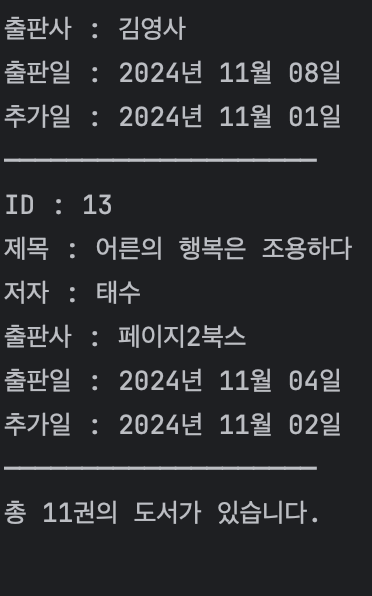 출판사 : 김영사
출판일 : 2024년 11월 08일
추가일 : 2024년 11월 01일
ID : 13
제목 : 어른의 행복은 조용하다
저자 : 태수
출판사 : 페이지2북스
출판일 : 2024년 11월 04일
추가일 : 2024년 11월 02일
총 11권의 도서가 있습니다.